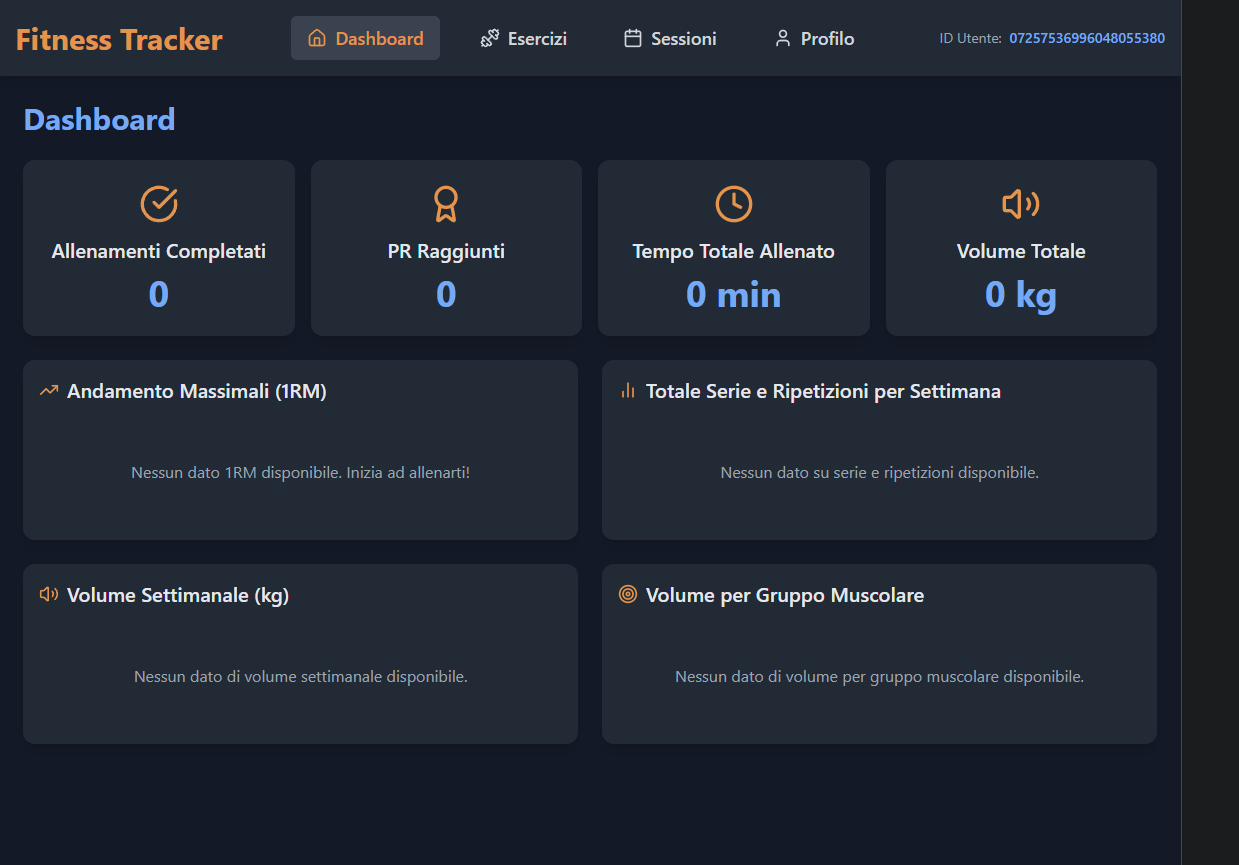 Fitness Tracker
Dashboard
Esercizi
Sessioni
Profilo
ID Utente: 07257536996048055380
Dashboard
Allenamenti Completati
0
PR Raggiunti
0
Tempo Totale Allenato
0 min
Volume Totale
0 kg
Andamento Massimali (1RM)
Nessun dato 1RM disponibile. Inizia ad allenarti!
Totale Serie e Ripetizioni per Settimana
Nessun dato su serie e ripetizioni disponibile.
Volume Settimanale (kg)
Nessun dato di volume settimanale disponibile.
Volume per Gruppo Muscolare
Nessun dato di volume per gruppo muscolare disponibile.